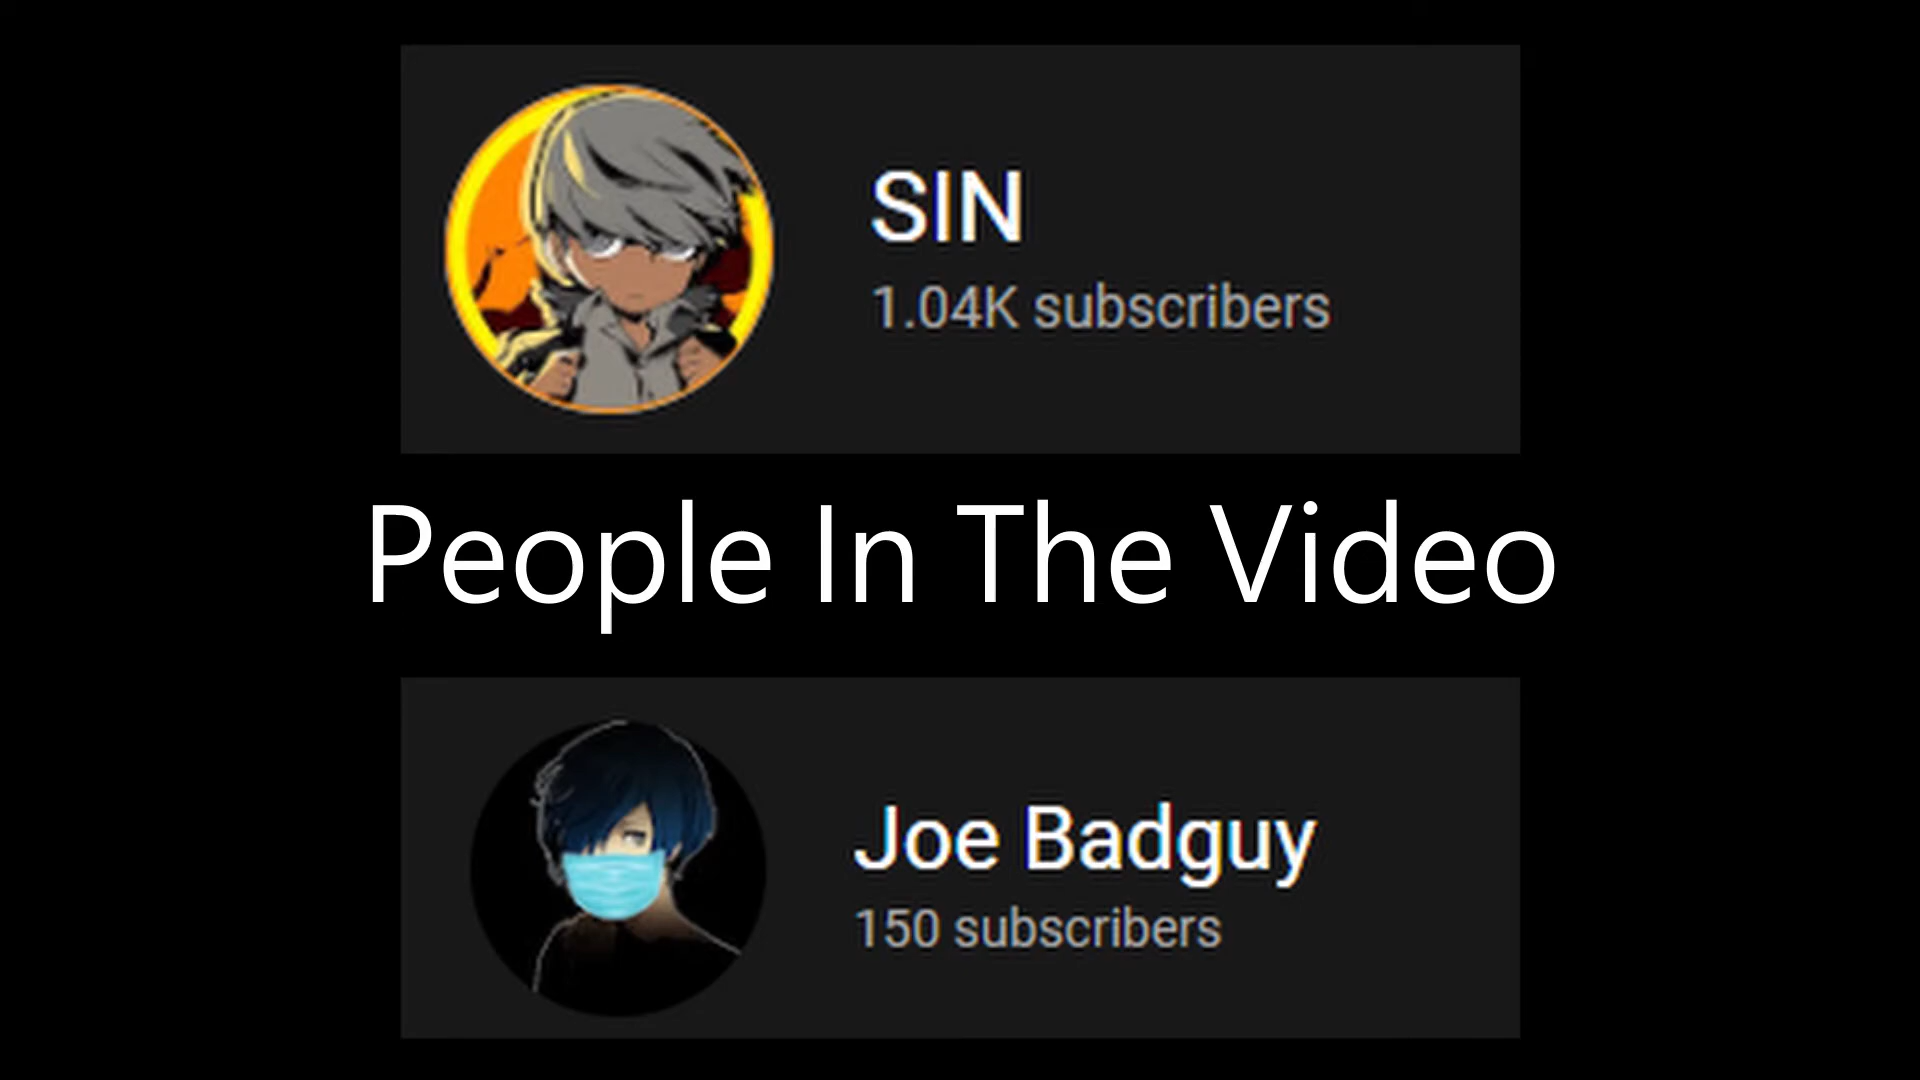 SIN
1.04K subscribers
People In The Video
Joe Badguy
150 subscribers